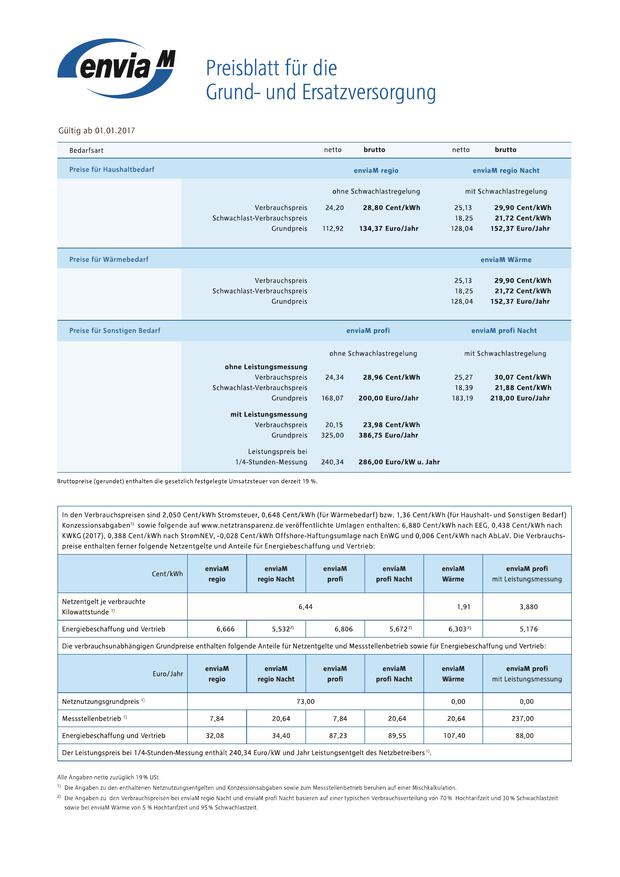 envia M
Preisblatt für die
Grund- und Ersatzversorgung
Gültig ab 01.01.2017
Bedarfsart netto brutto netto brutto
Preise für Haushaltbedarf enviaM regio enviaM regio Nacht
ohne Schwachlastregelung mit Schwachlastregelung
Verbrauchspreis 24,20 28,80 Cent/kWh 25,13 29,90 Cent/kWh
Schwachlast-Verbrauchspreis 18,25 21,72 Cent/kWh
Grundpreis 112,92 134,37 Euro/Jahr 128,04 152,37 Euro/Jahr
Preise für Wärmebedarf enviaM Wärme
Verbrauchspreis 25,13 29,90 Cent/kWh
Schwachlast-Verbrauchspreis 18,25 21,72 Cent/kWh
Grundpreis 128,04 152,37 Euro/Jahr
Preise für Sonstigen Bedarf enviaM profi enviaM profi Nacht
ohne Schwachlastregelung mit Schwachlastregelung
ohne Leistungsmessung
Verbrauchspreis 24,34 28,96 Cent/kWh 25,27 30,07 Cent/kWh
Schwachlast-Verbrauchspreis 18,39 21,88 Cent/kWh
Grundpreis 168,07 200,00 Euro/Jahr 183,19 218,00 Euro/Jahr
mit Leistungsmessung
Verbrauchspreis 20,15 23,98 Cent/kWh
Grundpreis 325,00 386,75 Euro/Jahr
Leistungspreis bei
1/4-Stunden-Messung 240,34 286,00 Euro/kW u. Jahr
Bruttopreise (gerundet) enthalten die gesetzlich festgelegte Umsatzsteuer von derzeit 19 %.
In den Verbrauchspreisen sind 2,050 Cent/kWh Stromsteuer, 0,648 Cent/kWh (für Wärmebedarf) bzw. 1,36 Cent/kWh (für Haushalt- und Sonstigen Bedarf)
Konzessionsabgaben1) sowie folgende auf www.netztransparenz.de veröffentlichte Umlagen enthalten: 6,880 Cent/kWh nach EEG, 0,438 Cent/kWh nach
KWKG (2017), 0,388 Cent/kWh nach StromNEV, -0,028 Cent/kWh Offshore-Haftungsumlage nach EnWG und 0,006 Cent/kWh nach AbLaV. Die Verbrauchs-
preise enthalten ferner folgende Netzentgelte und Anteile für Energiebeschaffung und Vertrieb:
Cent/kWh enviaM regio enviaM regio Nacht enviaM profi enviaM profi Nacht enviaM Wärme enviaM profi mit Leistungsmessung
Netzentgelt je verbrauchte
Kilowattstunde 1) 6,44 1,91 3,880
Energiebeschaffung und Vertrieb 6,666 5,5322) 6,806 5,6722) 6,3032) 5,176
Die verbrauchsunabhängigen Grundpreise enthalten folgende Anteile für Netzentgelte und Messstellenbetrieb sowie für Energiebeschaffung und Vertrieb:
Euro/Jahr enviaM regio enviaM regio Nacht enviaM profi enviaM profi Nacht enviaM Wärme enviaM profi mit Leistungsmessung
Netznutzungsgrundpreis 1) 73,00 0,00 0,00
Messstellenbetrieb 1) 7,84 20,64 7,84 20,64 20,64 237,00
Energiebeschaffung und Vertrieb 32,08 34,40 87,23 89,55 107,40 88,00
Der Leistungspreis bei 1/4-Stunden-Messung enthält 240,34 Euro/kW und Jahr Leistungsentgelt des Netzbetreibers1).
Alle Angaben netto zuzüglich 19 % USt.
1) Die Angaben zu den enthaltenen Netznutzungsentgelten und Konzessionsabgaben sowie zum Messstellenbetrieb beruhen auf einer Mischkalkulation.
2) Die Angaben zu den Verbrauchspreisen bei enviaM regio Nacht und enviaM profi Nacht basieren auf einer typischen Verbrauchsverteilung von 70 % Hochtarifzeit und 30 % Schwachlastzeit
sowie bei enviaM Wärme von 5 % Hochtarifzeit und 95 % Schwachlastzeit.